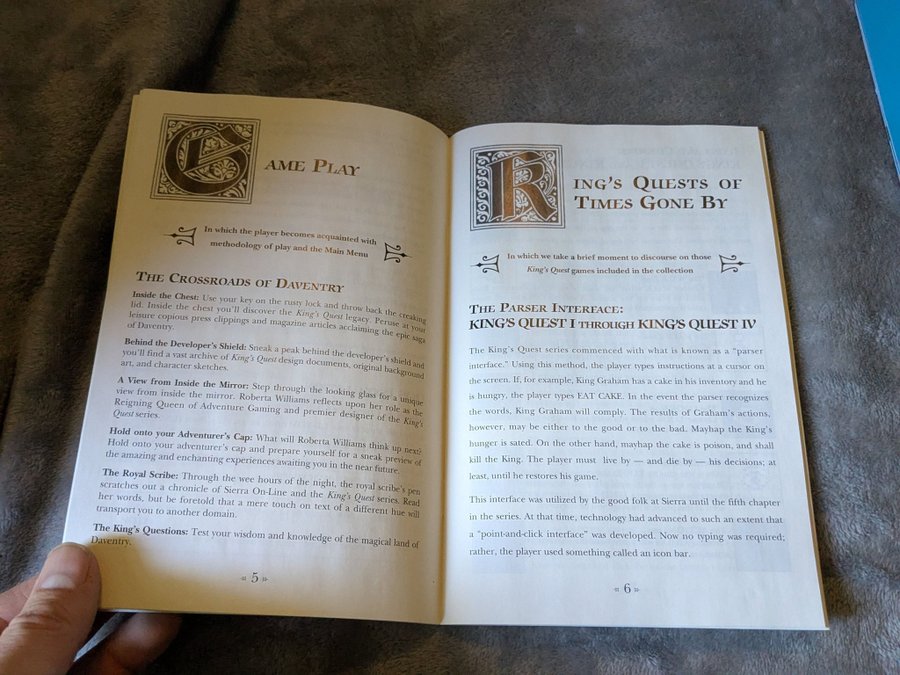 GAME PLAY
In which the player becomes acquainted with
methodology of play and the Main Menu
THE CROSSROADS OF DAVENTRY
Inside the Chest: Use your key on the rusty lock and throw back the creaking
lid. Inside the chest you'll discover the King's Quest legacy. Peruse at your
leisure copious press clippings and magazine articles acclaiming the epic saga
of Daventry.
Behind the Developer's Shield: Sneak a peak behind the developer's shield and
you'll find a vast archive of King's Quest design documents, original background
art, and character sketches.
A View from Inside the Mirror: Step through the looking glass for a unique
view from inside the mirror. Roberta Williams reflects upon her role as the
Reigning Queen of Adventure Gaming and premier designer of the King's
Quest series.
Hold onto your Adventurer's Cap: What will Roberta Williams think up next?
Hold onto your adventurer's cap and prepare yourself for a sneak preview of
the amazing and enchanting experiences awaiting you in the near future.
The Royal Scribe: Through the wee hours of the night, the royal scribe's pen
scratches out a chronicle of Sierra On-Line and the King's Quest series. Read
her words, but be foretold that a mere touch on text of a different hue will
transport you to another domain.
The King's Questions: Test your wisdom and knowledge of the magical land of
Daventry.
5
KING'S QUESTS OF
TIMES GONE BY
In which we take a brief moment to discourse on those
King's Quest games included in the collection
THE PARSER INTERFACE:
KING'S QUEST I THROUGH KING'S QUEST IV
The King's Quest series commenced with what is known as a "parser
interface." Using this method, the player types instructions at a cursor on
the screen. If, for example, King Graham has a cake in his inventory and he
is hungry, the player types EAT CAKE. In the event the parser recognizes
the words, King Graham will comply. The results of Graham's actions,
however, may be either to the good or to the bad. Mayhap the King's
hunger is sated. On the other hand, mayhap the cake is poison, and shall
kill the King. The player must live by — and die by — his decisions; at
least, until he restores his game.
This interface was utilized by the good folk at Sierra until the fifth chapter
in the series. At that time, technology had advanced to such an extent that
a "point-and-click interface" was developed. Now no typing was required;
rather, the player used something called an icon bar.
6